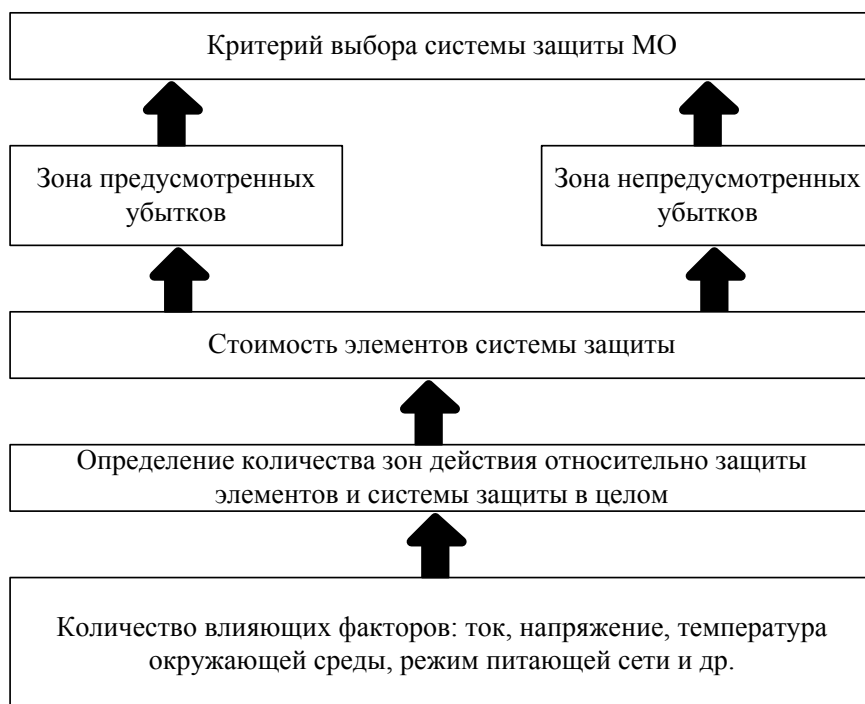 Критерий выбора системы защиты МО
Зона предусмотренных
убытков
Зона непредусмотренных
убытков
Стоимость элементов системы защиты
Определение количества зон действия относительно защиты
элементов и системы защиты в целом
Количество влияющих факторов: ток, напряжение, температура
окружающей среды, режим питающей сети и др.